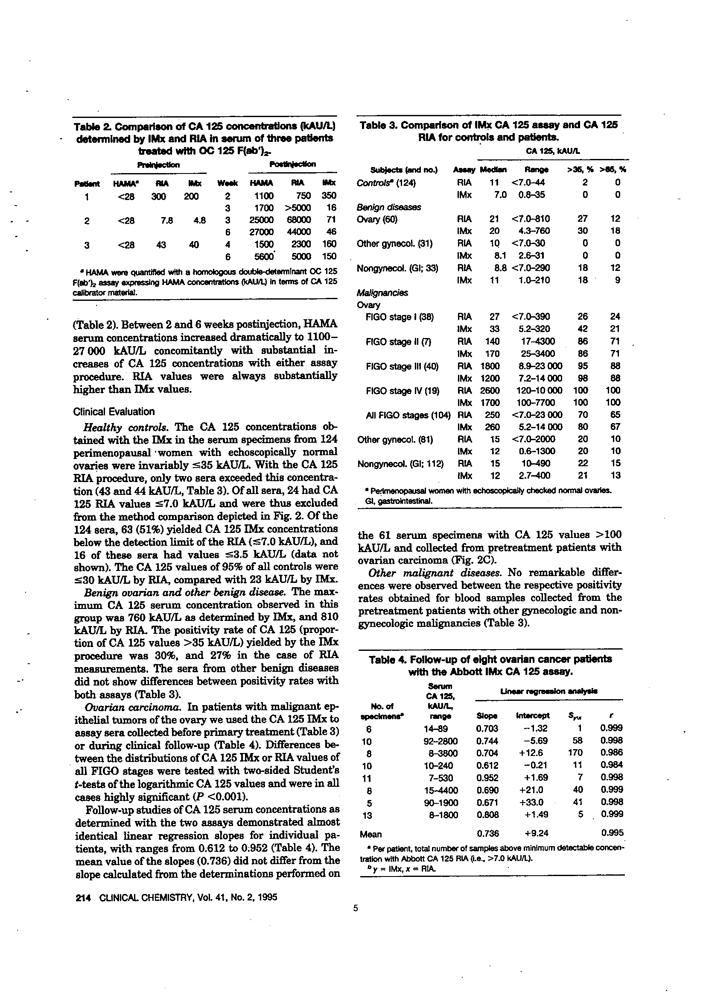 Table 2. Comparison of CA 125 concentrations (kAU/L)
determined by IMx and RIA in serum of three patients
treated with OC 125 F(ab')2.
Preinjection Postinjection
Patient HAMAa RIA IMx Week HAMA RIA IMx
1 <28 300 200 2 1100 750 350
3 1700 >5000 16
2 <28 7.8 4.8 3 25000 68000 71
6 27000 44000 46
3 <28 43 40 4 1500 2300 160
6 5600 5000 150
a HAMA were quantified with a homologous double-determinant OC 125
F(ab')2 assay expressing HAMA concentrations (kAU/L) in terms of CA 125
calibrator material.
(Table 2). Between 2 and 6 weeks postinjection, HAMA
serum concentrations increased dramatically to 1100–
27 000 kAU/L concomitantly with substantial in-
creases of CA 125 concentrations with either assay
procedure. RIA values were always substantially
higher than IMx values.
Clinical Evaluation
Healthy controls. The CA 125 concentrations ob-
tained with the IMx in the serum specimens from 124
perimenopausal women with echoscopically normal
ovaries were invariably ≤35 kAU/L. With the CA 125
RIA procedure, only two sera exceeded this concentra-
tion (43 and 44 kAU/L, Table 3). Of all sera, 24 had CA
125 RIA values ≤7.0 kAU/L and were thus excluded
from the method comparison depicted in Fig. 2. Of the
124 sera, 63 (51%) yielded CA 125 IMx concentrations
below the detection limit of the RIA (≤7.0 kAU/L), and
16 of these sera had values ≤3.5 kAU/L (data not
shown). The CA 125 values of 95% of all controls were
≤30 kAU/L by RIA, compared with 23 kAU/L by IMx.
Benign ovarian and other benign disease. The max-
imum CA 125 serum concentration observed in this
group was 760 kAU/L as determined by IMx, and 810
kAU/L by RIA. The positivity rate of CA 125 (propor-
tion of CA 125 values >35 kAU/L) yielded by the IMx
procedure was 30%, and 27% in the case of RIA
measurements. The sera from other benign diseases
did not show differences between positivity rates with
both assays (Table 3).
Ovarian carcinoma. In patients with malignant ep-
ithelial tumors of the ovary we used the CA 125 IMx to
assay sera collected before primary treatment (Table 3)
or during clinical follow-up (Table 4). Differences be-
tween the distributions of CA 125 IMx or RIA values of
all FIGO stages were tested with two-sided Student's
t-tests of the logarithmic CA 125 values and were in all
cases highly significant (P <0.001).
Follow-up studies of CA 125 serum concentrations as
determined with the two assays demonstrated almost
identical linear regression slopes for individual pa-
tients, with ranges from 0.612 to 0.952 (Table 4). The
mean value of the slopes (0.736) did not differ from the
slope calculated from the determinations performed on
Table 3. Comparison of IMx CA 125 assay and CA 125
RIA for controls and patients.
CA 125, kAU/L
Subjects (and no.) Assay Median Range >35, % >65, %
Controlsa (124) RIA 11 <7.0–44 2 0
IMx 7.0 0.8–35 0 0
Benign diseases
Ovary (60) RIA 21 <7.0–810 27 12
IMx 20 4.3–760 30 18
Other gynecol. (31) RIA 10 <7.0–30 0 0
IMx 8.1 2.6–31 0 0
Nongynecol. (GI; 33) RIA 8.8 <7.0–290 18 12
IMx 11 1.0–210 18 9
Malignancies
Ovary
FIGO stage I (38) RIA 27 <7.0–390 26 24
IMx 33 5.2–320 42 21
FIGO stage II (7) RIA 140 17–4300 86 71
IMx 170 25–3400 86 71
FIGO stage III (40) RIA 1800 8.9–23 000 95 88
IMx 1200 7.2–14 000 98 88
FIGO stage IV (19) RIA 2600 120–10 000 100 100
IMx 1700 100–7700 100 100
All FIGO stages (104) RIA 250 <7.0–23 000 70 65
IMx 260 5.2–14 000 80 67
Other gynecol. (81) RIA 15 <7.0–2000 20 10
IMx 12 0.6–1300 20 10
Nongynecol. (GI; 112) RIA 15 10–490 22 15
IMx 12 2.7–400 21 13
a Perimenopausal women with echoscopically checked normal ovaries.
GI, gastrointestinal.
the 61 serum specimens with CA 125 values >100
kAU/L and collected from pretreatment patients with
ovarian carcinoma (Fig. 2C).
Other malignant diseases. No remarkable differ-
ences were observed between the respective positivity
rates obtained for blood samples collected from the
pretreatment patients with other gynecologic and non-
gynecologic malignancies (Table 3).
Table 4. Follow-up of eight ovarian cancer patients
with the Abbott IMx CA 125 assay.
Serum
CA 125, Linear regression analysis
No. of kAU/L,
specimensa range Slope Intercept Sy|x r
6 14–89 0.703 −1.32 1 0.999
10 92–2800 0.744 −5.69 58 0.998
8 8–3800 0.704 +12.6 170 0.986
10 10–240 0.612 −0.21 11 0.984
11 7–530 0.952 +1.69 7 0.998
8 15–4400 0.690 +21.0 40 0.999
5 90–1900 0.671 +33.0 41 0.998
13 8–1800 0.808 +1.49 5 0.999
Mean 0.736 +9.24 0.995
a Per patient, total number of samples above minimum detectable concen-
tration with Abbott CA 125 RIA (i.e., >7.0 kAU/L).
b y = IMx, x = RIA.
214 CLINICAL CHEMISTRY, Vol. 41, No. 2, 1995
5